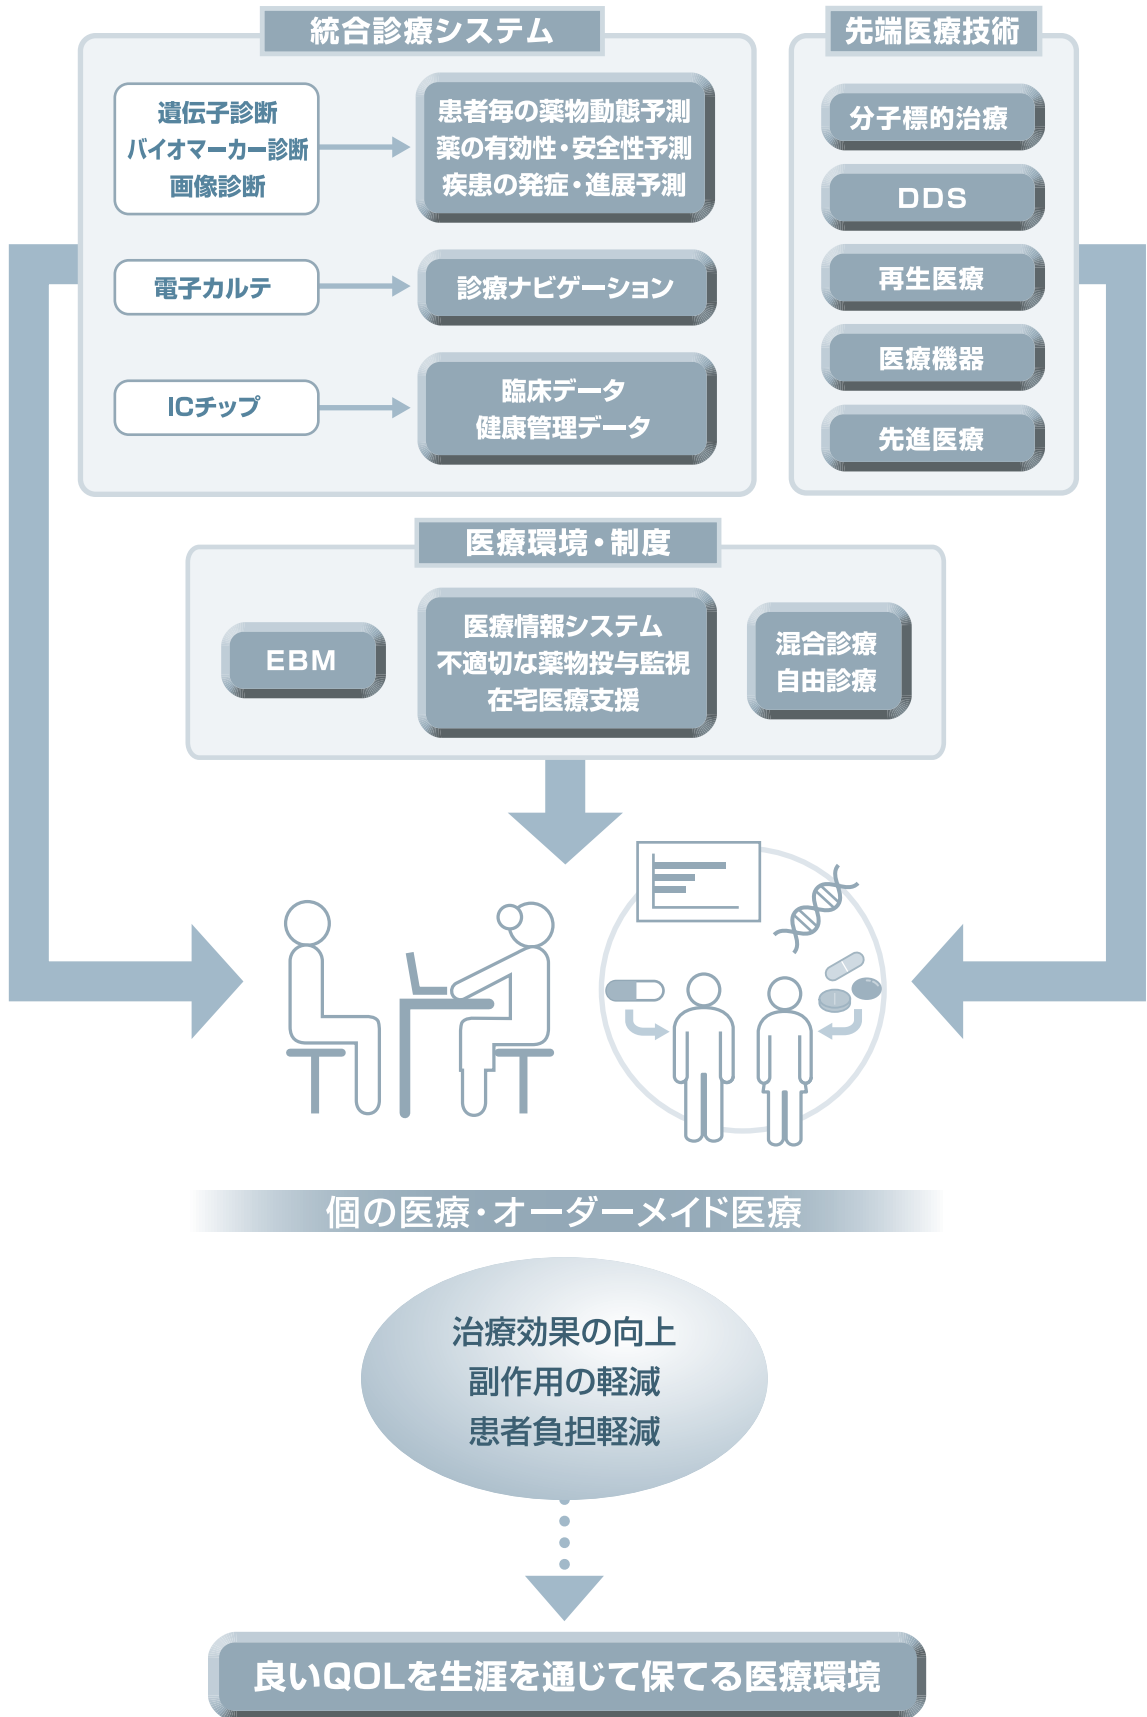 統合診療システム
遺伝子診断
バイオマーカー診断
画像診断
患者毎の薬物動態予測
薬の有効性・安全性予測
疾患の発症・進展予測
電子カルテ
診療ナビゲーション
ICチップ
臨床データ
健康管理データ
先端医療技術
分子標的治療
DDS
再生医療
医療機器
先進医療
医療環境・制度
EBM
医療情報システム
不適切な薬物投与監視
在宅医療支援
混合診療
自由診療
個の医療・オーダーメイド医療
治療効果の向上
副作用の軽減
患者負担軽減
良いQOLを生涯を通じて保てる医療環境